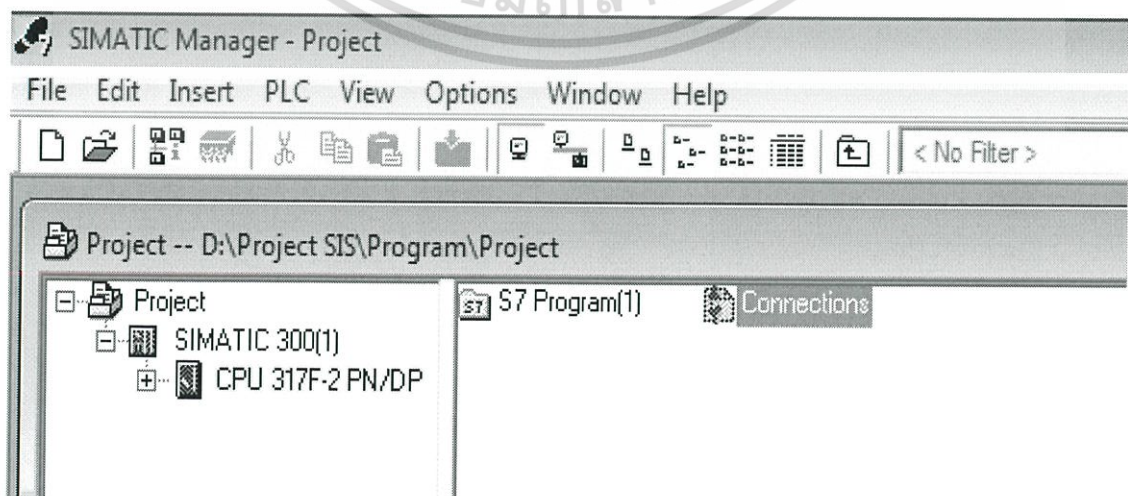 SIMATIC Manager - Project
File Edit Insert PLC View Options Window Help
< No Filter >
Project -- D:\Project SIS\Program\Project
Project
SIMATIC 300(1)
CPU 317F-2 PN/DP
S7 Program(1)
Connections